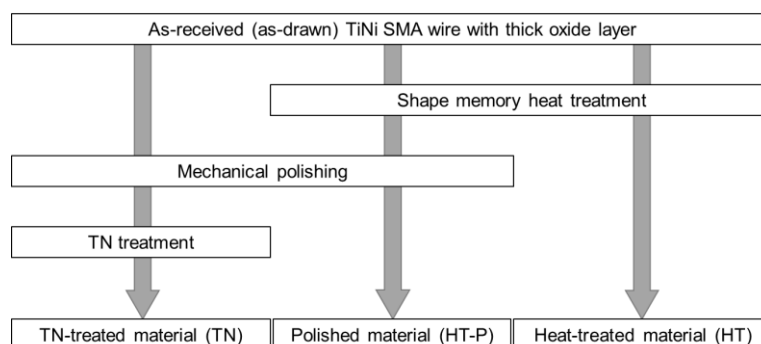 As-received (as-drawn) TiNi SMA wire with thick oxide layer
Shape memory heat treatment
Mechanical polishing
TN treatment
TN-treated material (TN)
Polished material (HT-P)
Heat-treated material (HT)